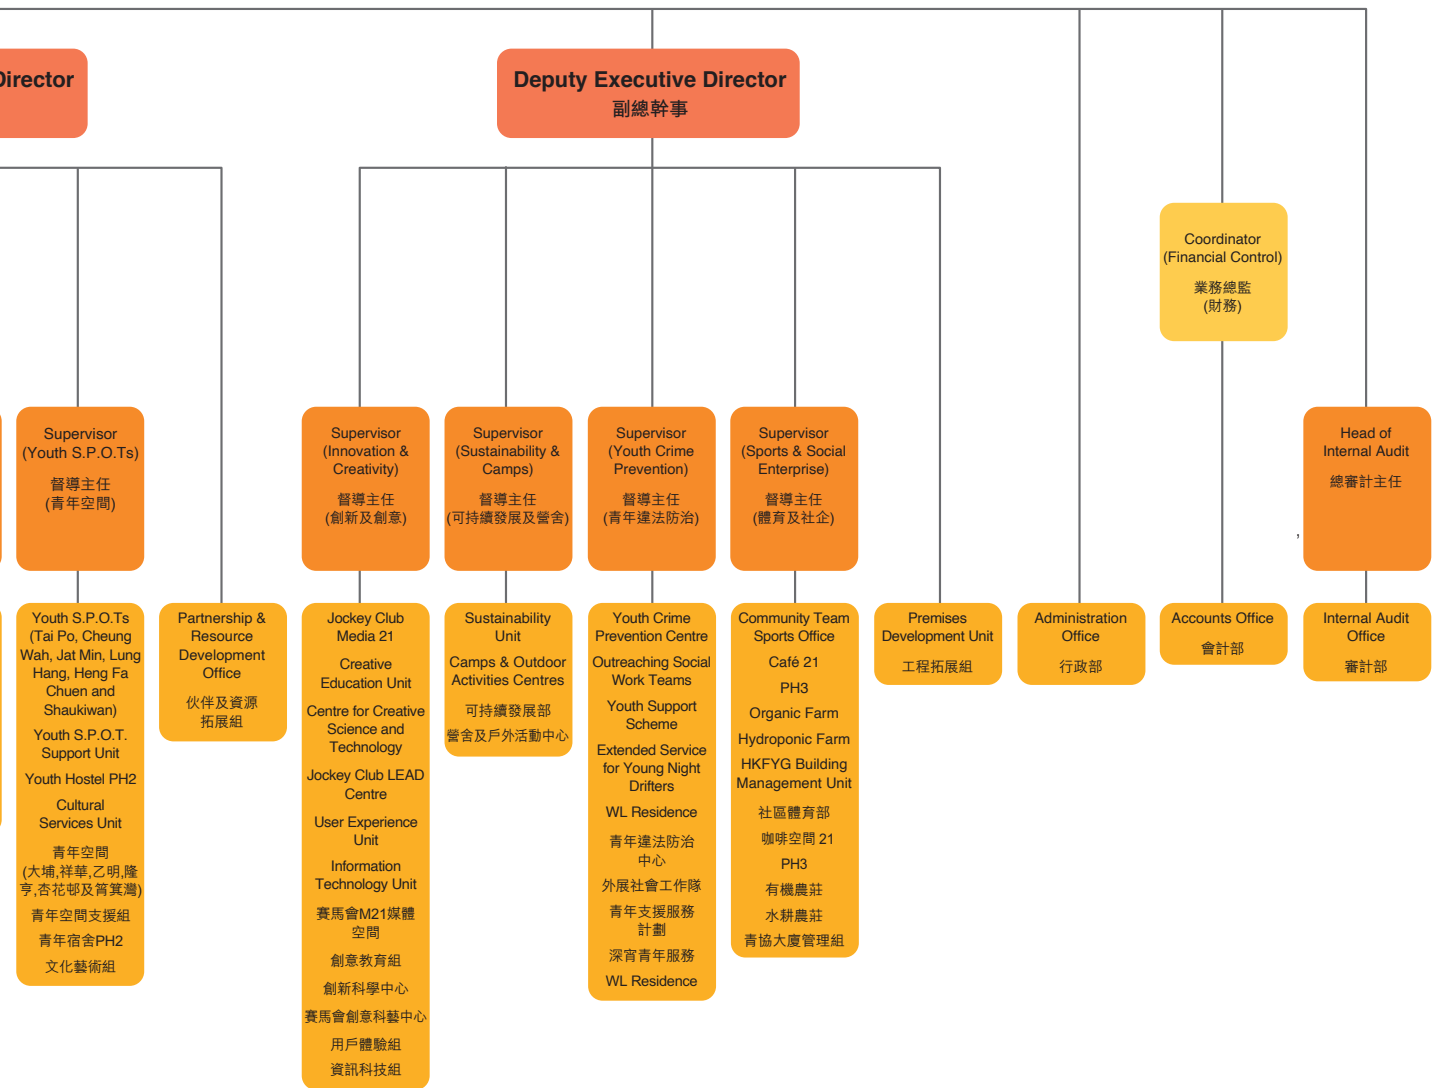 Director
Deputy Executive Director
副總幹事
Coordinator
(Financial Control)
業務總監
(財務)
Supervisor
(Youth S.P.O.Ts)
督導主任
(青年空間)
Supervisor
(Innovation &
Creativity)
督導主任
(創新及創意)
Supervisor
(Sustainability &
Camps)
督導主任
(可持續發展及營舍)
Supervisor
(Youth Crime
Prevention)
督導主任
(青年違法防治)
Supervisor
(Sports & Social
Enterprise)
督導主任
(體育及社企)
Head of
Internal Audit
總審計主任
,
Youth S.P.O.Ts
(Tai Po, Cheung
Wah, Jat Min, Lung
Hang, Heng Fa
Chuen and
Shaukiwan)
Youth S.P.O.T.
Support Unit
Youth Hostel PH2
Cultural
Services Unit
青年空間
(大埔,祥華,乙明,隆
亨,杏花邨及筲箕灣)
青年空間支援組
青年宿舍PH2
文化藝術組
Partnership &
Resource
Development
Office
伙伴及資源
拓展組
Jockey Club
Media 21
Creative
Education Unit
Centre for Creative
Science and
Technology
Jockey Club LEAD
Centre
User Experience
Unit
Information
Technology Unit
賽馬會M21媒體
空間
創意教育組
創新科學中心
賽馬會創意科藝中心
用戶體驗組
資訊科技組
Sustainability
Unit
Camps & Outdoor
Activities Centres
可持續發展部
營舍及戶外活動中心
Youth Crime
Prevention Centre
Outreaching Social
Work Teams
Youth Support
Scheme
Extended Service
for Young Night
Drifters
WL Residence
青年違法防治
中心
外展社會工作隊
青年支援服務
計劃
深宵青年服務
WL Residence
Community Team
Sports Office
Café 21
PH3
Organic Farm
Hydroponic Farm
HKFYG Building
Management Unit
社區體育部
咖啡空間 21
PH3
有機農莊
水耕農莊
青協大廈管理組
Premises
Development Unit
工程拓展組
Administration
Office
行政部
Accounts Office
會計部
Internal Audit
Office
審計部